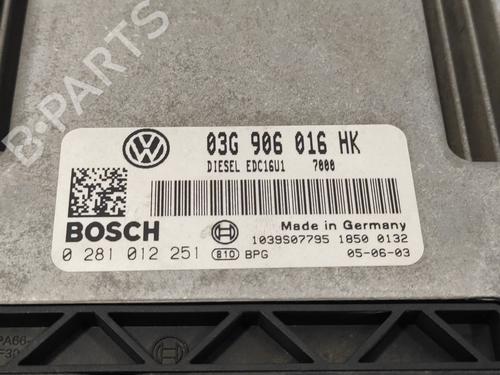 B-Parts
03G 906 016 HK
DIESEL EDC16U1 7000
BOSCH
Made in Germany
1039S07795 1850 0132
0 281 012 251 810 BPG 05-06-03
PA66-